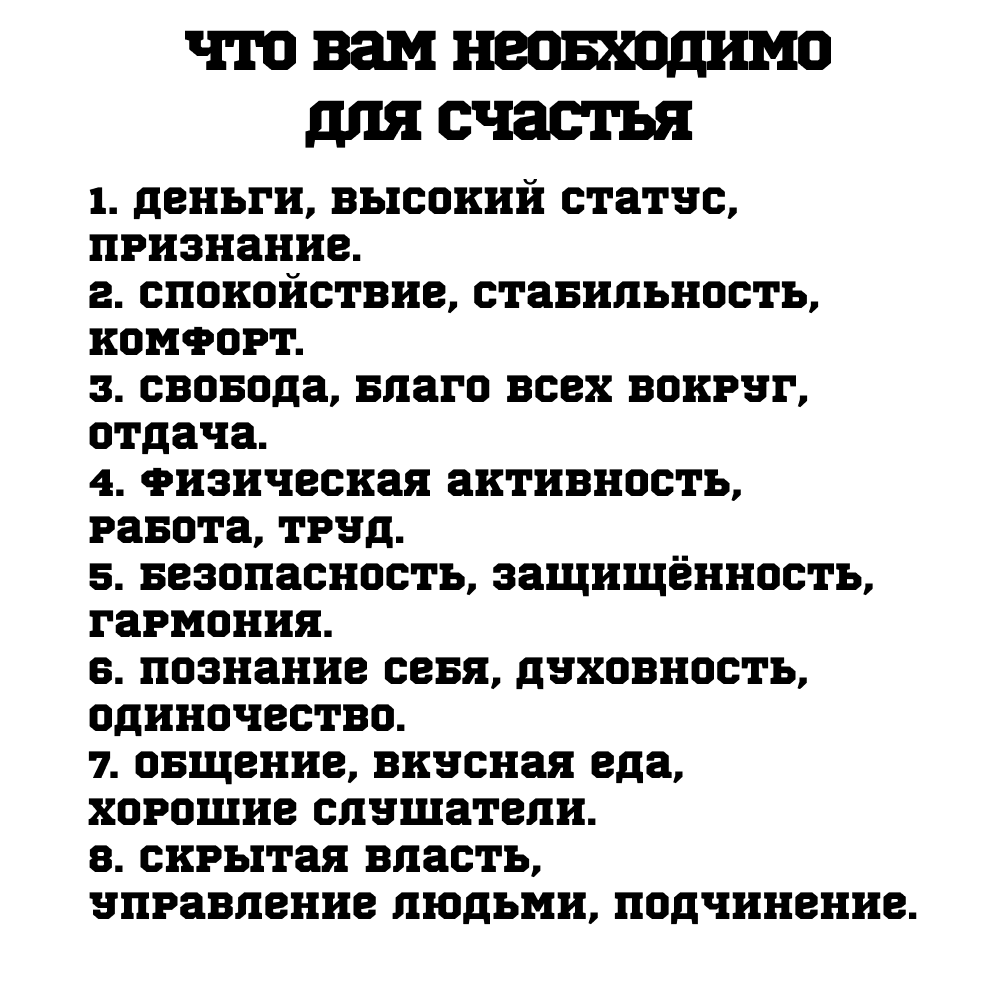 что вам необходимо
для счастья
1. деньги, высокий статус,
признание.
2. спокойствие, стабильность,
комфорт.
3. свобода, благо всех вокруг,
отдача.
4. физическая активность,
работа, труд.
5. безопасность, защищённость,
гармония.
6. познание себя, духовность,
одиночество.
7. общение, вкусная еда,
хорошие слушатели.
8. скрытая власть,
управление людьми, подчинение.